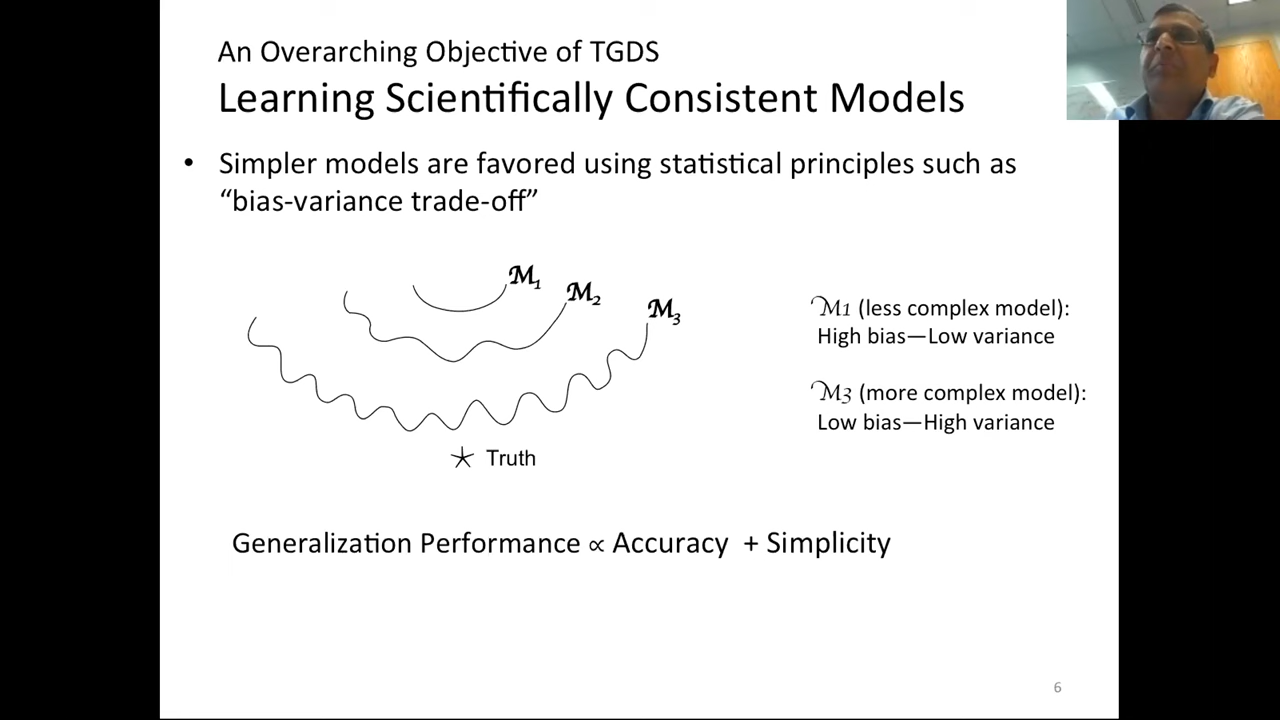 An Overarching Objective of TGDS
Learning Scientifically Consistent Models
• Simpler models are favored using statistical principles such as
“bias-variance trade-off”
M1
M2
M3
M1 (less complex model):
High bias—Low variance
M3 (more complex model):
Low bias—High variance
Truth
Generalization Performance ∝ Accuracy + Simplicity
6